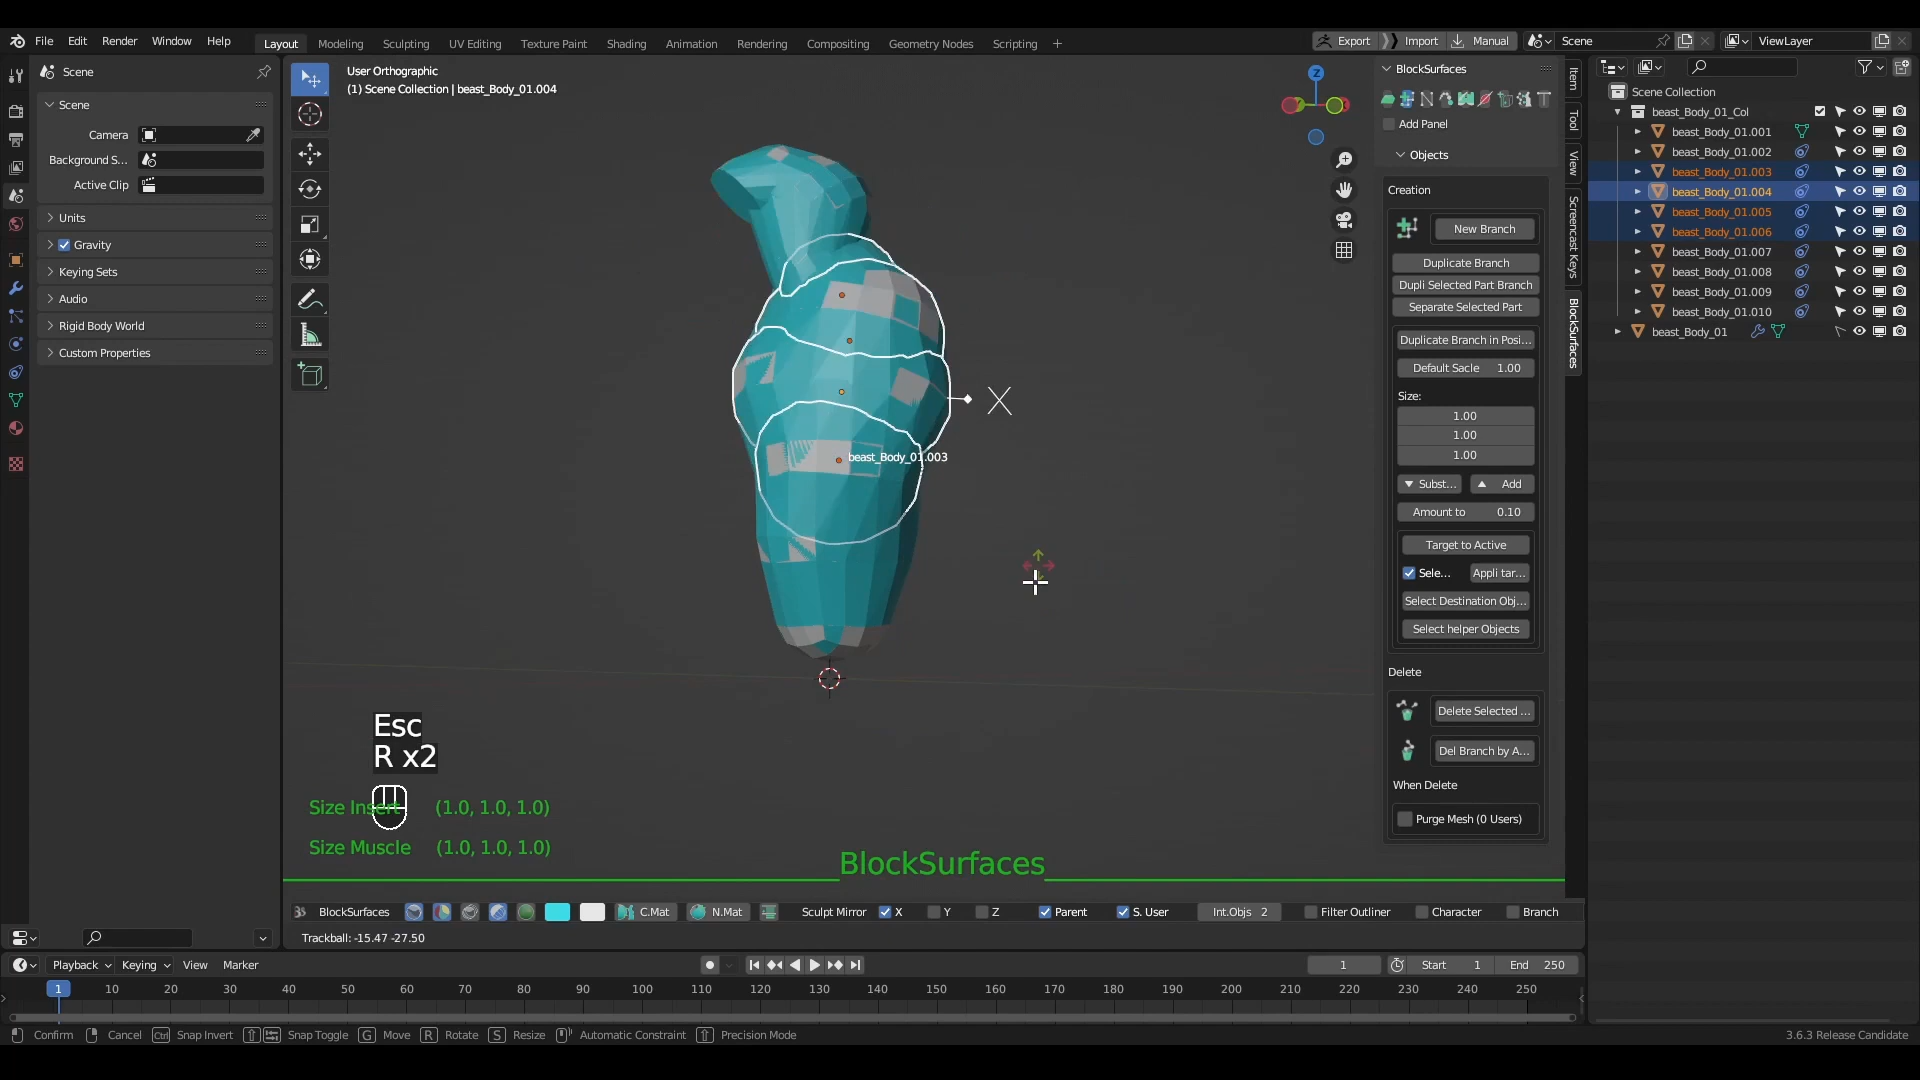 File Edit Render Window Help Layout Modeling Sculpting UV Editing Texture Paint Shading Animation Rendering Compositing Geometry Nodes Scripting + Export Import Manual Scene ViewLayer
Scene
Scene
Camera
Background S...
Active Clip
Units
Gravity
Keying Sets
Audio
Rigid Body World
Custom Properties
User Orthographic
(1) Scene Collection | beast_Body_01.004
Z
X
beast_Body_01.003
Esc
R x2
Size Insert (1.0, 1.0, 1.0)
Size Muscle (1.0, 1.0, 1.0)
BlockSurfaces
BlockSurfaces
Add Panel
Objects
Creation
New Branch
Duplicate Branch
Dupli Selected Part Branch
Separate Selected Part
Duplicate Branch in Posi...
Default Sacle 1.00
Size:
1.00
1.00
1.00
Subst... Add
Amount to 0.10
Target to Active
Sele... Appli tar...
Select Destination Obj...
Select helper Objects
Delete
Delete Selected ...
Del Branch by A...
When Delete
Purge Mesh (0 Users)
Item
Tool
View
Screencast Keys
BlockSurfaces
Scene Collection
beast_Body_01_Col
beast_Body_01.001
beast_Body_01.002
beast_Body_01.003
beast_Body_01.004
beast_Body_01.005
beast_Body_01.006
beast_Body_01.007
beast_Body_01.008
beast_Body_01.009
beast_Body_01.010
beast_Body_01
BlockSurfaces C.Mat N.Mat Sculpt Mirror X Y Z Parent S. User Int.Objs 2 Filter Outliner Character Branch
Trackball: -15.47 -27.50
Playback Keying View Marker 1 Start 1 End 250
1 10 20 30 40 50 60 70 80 90 100 110 120 130 140 150 160 170 180 190 200 210 220 230 240 250
Confirm Cancel Ctrl Snap Invert Snap Toggle G Move R Rotate S Resize Automatic Constraint Precision Mode 3.6.3 Release Candidate